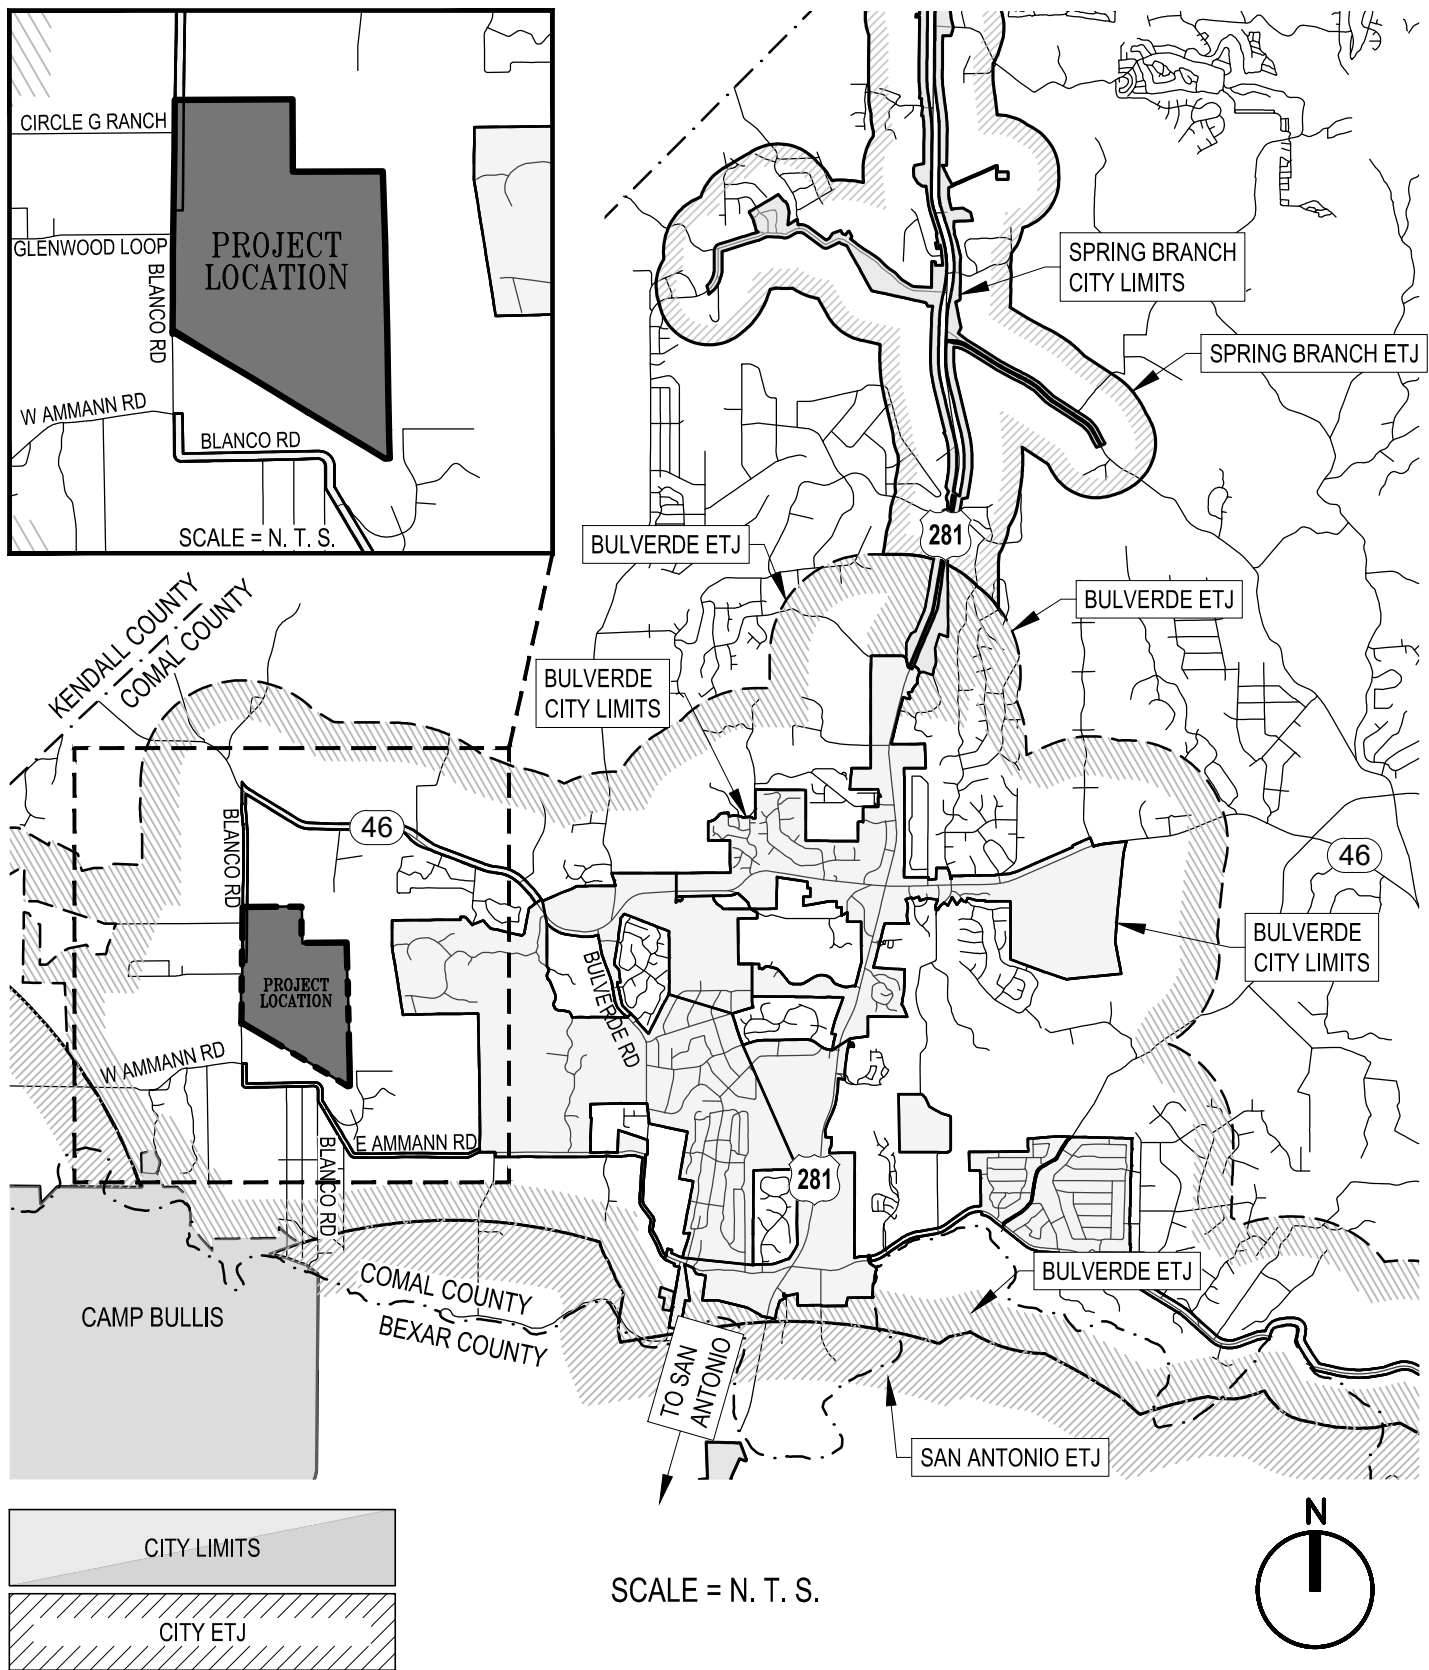 CIRCLE G RANCH
GLENWOOD LOOP
BLANCO RD
PROJECT
LOCATION
W AMMANN RD
BLANCO RD
SCALE = N. T. S.
SPRING BRANCH
CITY LIMITS
SPRING BRANCH ETJ
281
BULVERDE ETJ
BULVERDE ETJ
KENDALL COUNTY
COMAL COUNTY
BULVERDE
CITY LIMITS
BLANCO RD
46
46
BULVERDE
CITY LIMITS
BULVERDE RD
PROJECT
LOCATION
W AMMANN RD
E AMMANN RD
BLANCO RD
281
BULVERDE ETJ
COMAL COUNTY
BEXAR COUNTY
CAMP BULLIS
TO SAN
ANTONIO
SAN ANTONIO ETJ
CITY LIMITS
CITY ETJ
SCALE = N. T. S.
N